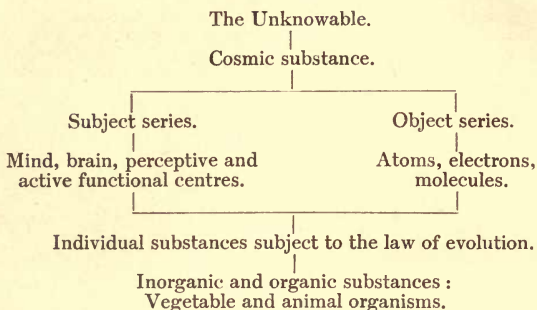 The Unknowable.
Cosmic substance.
Subject series.
Object series.
Mind, brain, perceptive and
active functional centres.
Atoms, electrons,
molecules.
Individual substances subject to the law of evolution.
Inorganic and organic substances :
Vegetable and animal organisms.